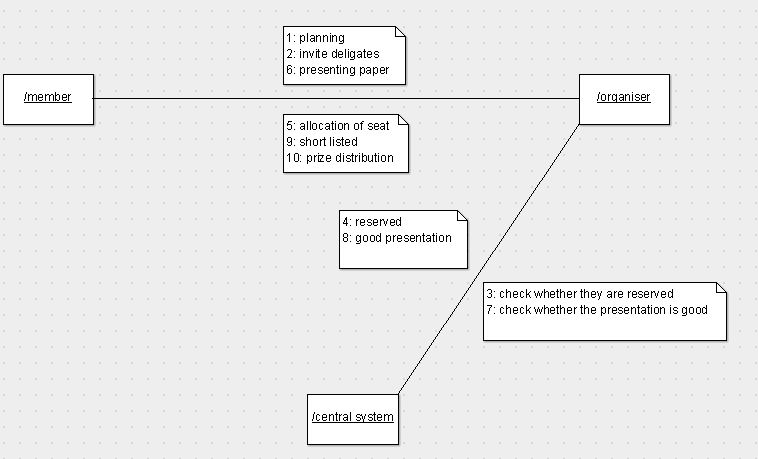 1: planning
2: invite deligates
6: presenting paper
/member
/organiser
5: allocation of seat
9: short listed
10: prize distribution
4: reserved
8: good presentation
3: check whether they are reserved
7: check whether the presentation is good
/central system